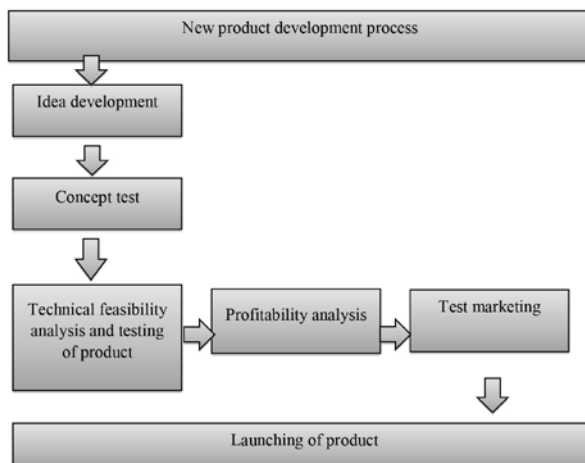 New product development process
Idea development
Concept test
Technical feasibility
analysis and testing
of product
Profitability analysis
Test marketing
Launching of product